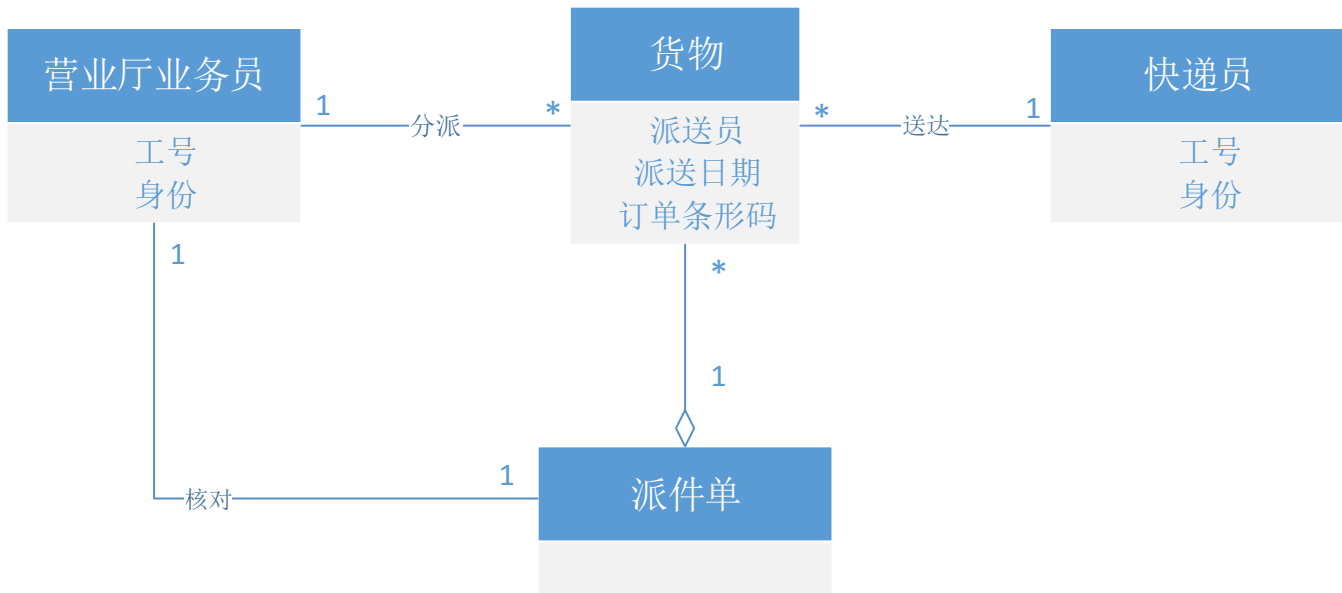 营业厅业务员
工号
身份
1
分派
*
货物
派送员
派送日期
订单条形码
*
送达
1
快递员
工号
身份
1
*
1
核对
1
派件单